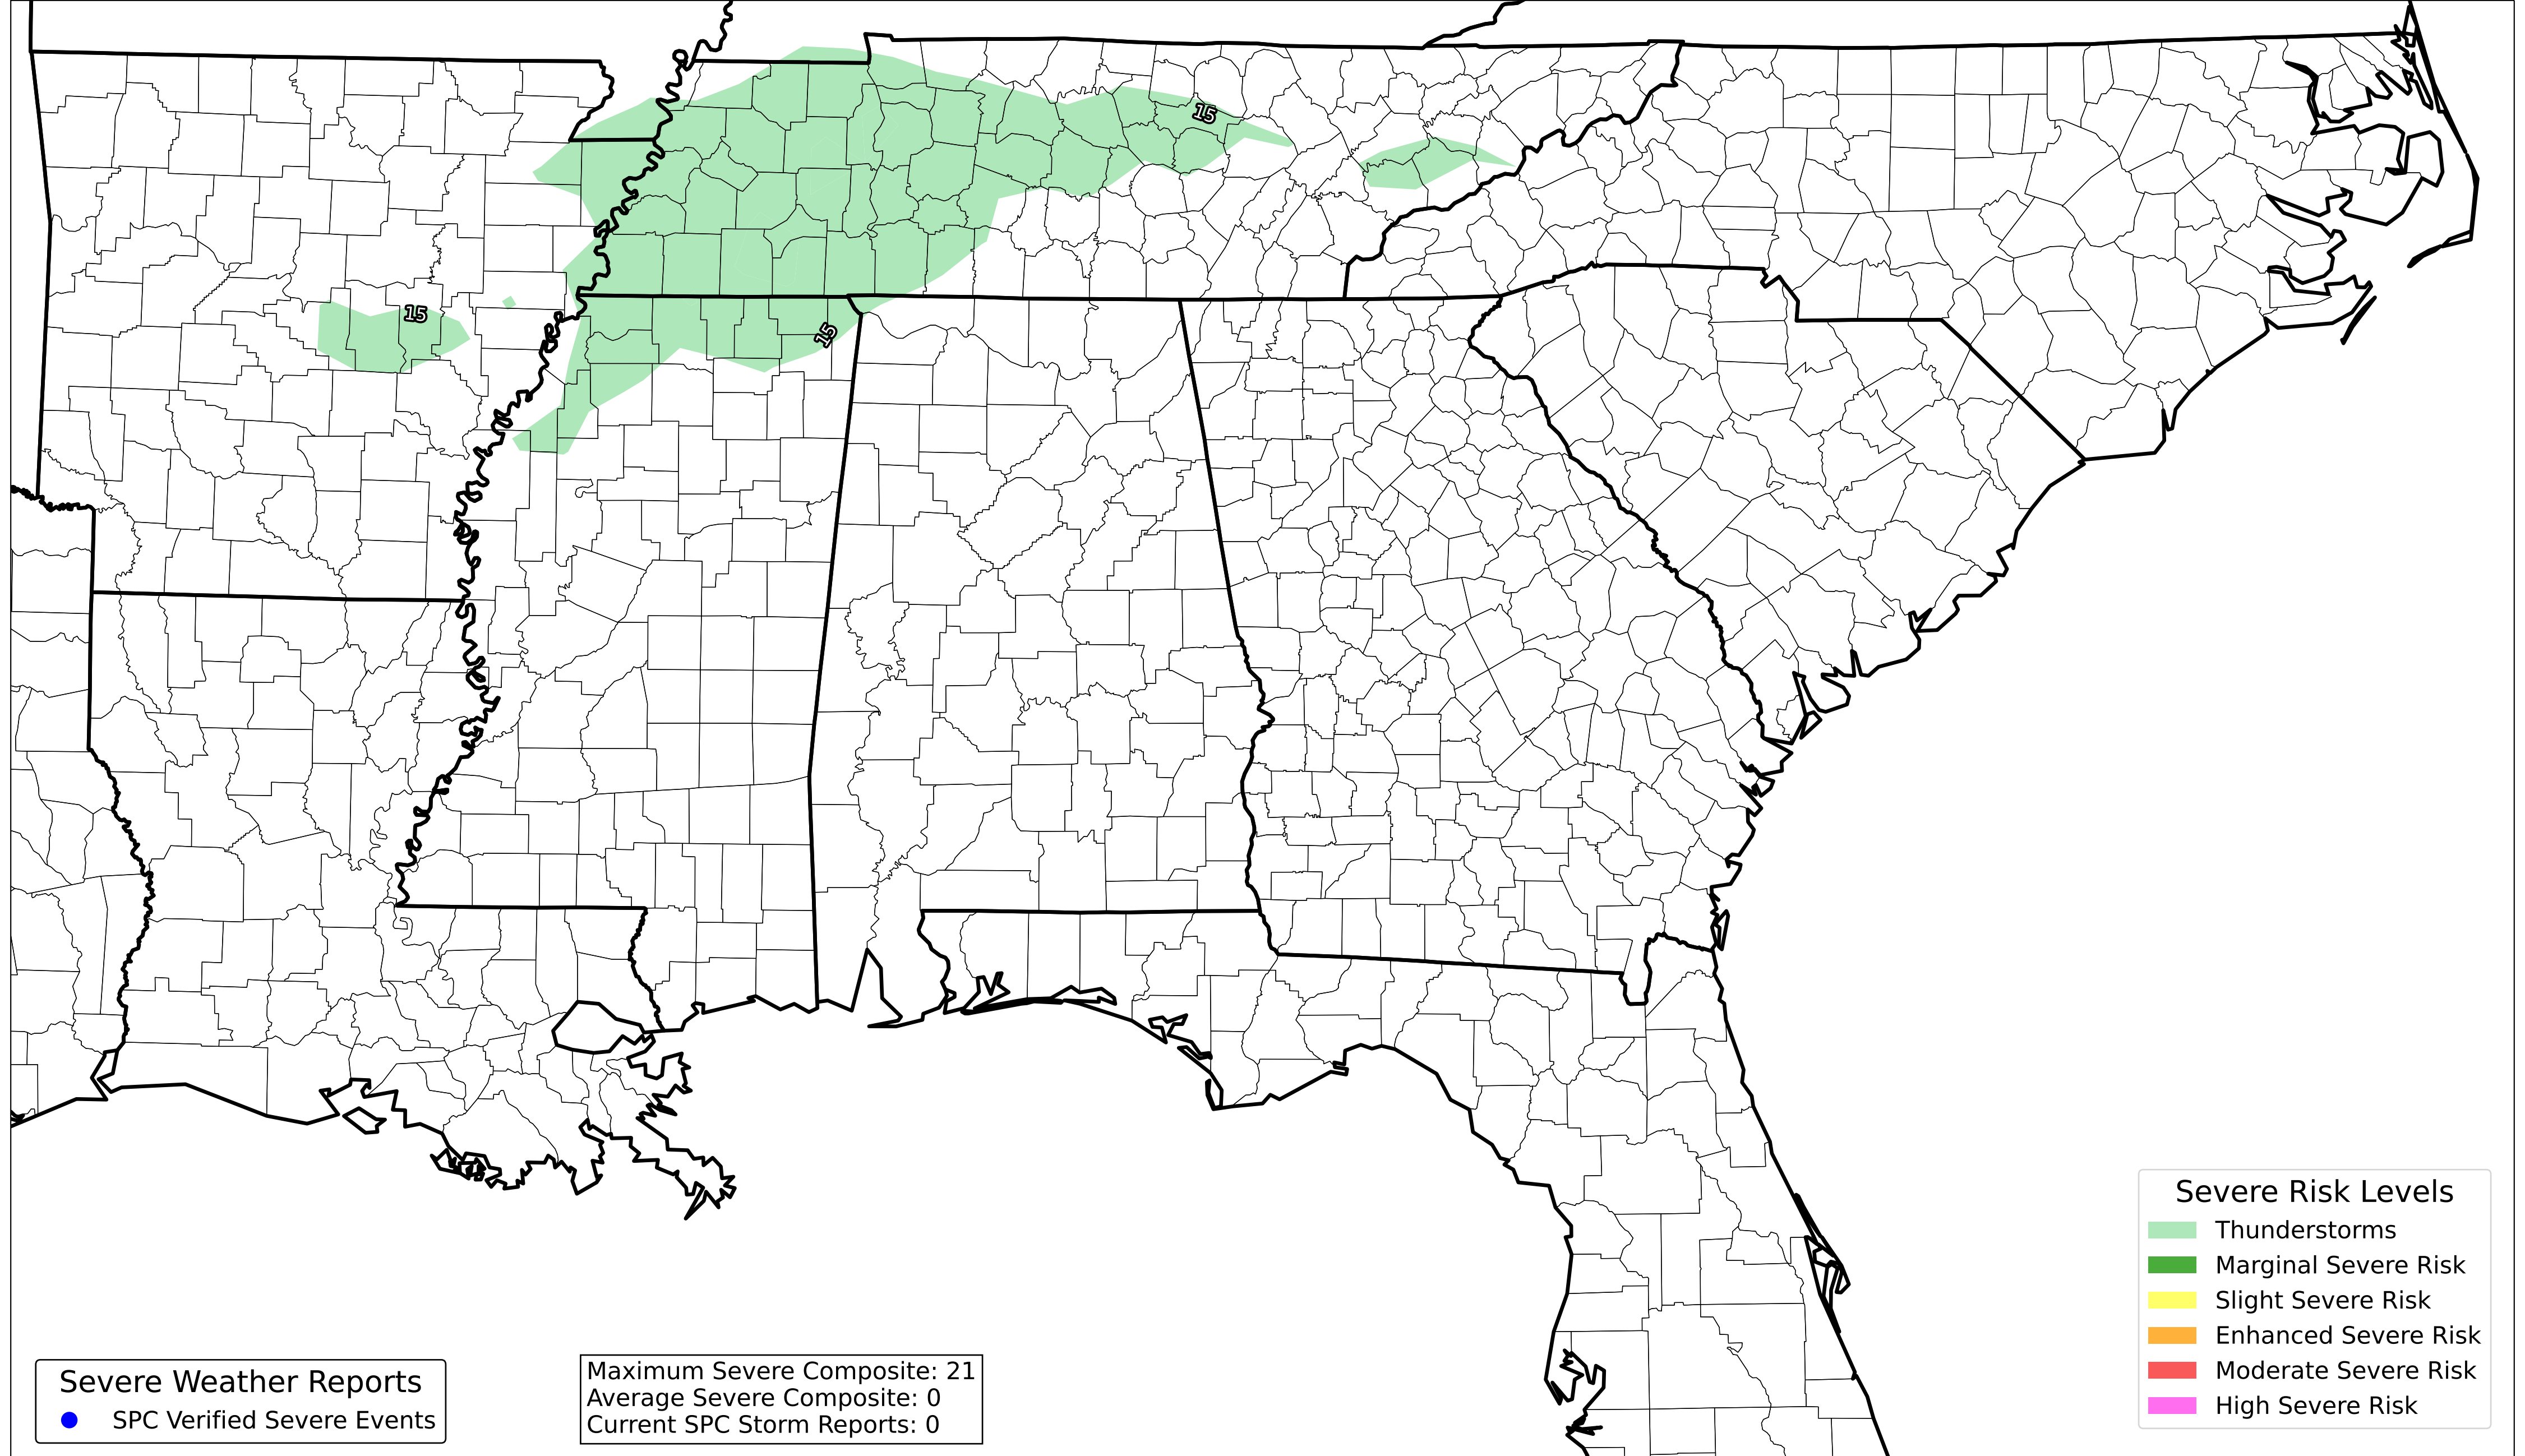 15
15
15
Severe Risk Levels
Thunderstorms
Marginal Severe Risk
Slight Severe Risk
Enhanced Severe Risk
Moderate Severe Risk
High Severe Risk
Severe Weather Reports
SPC Verified Severe Events
Maximum Severe Composite: 21
Average Severe Composite: 0
Current SPC Storm Reports: 0